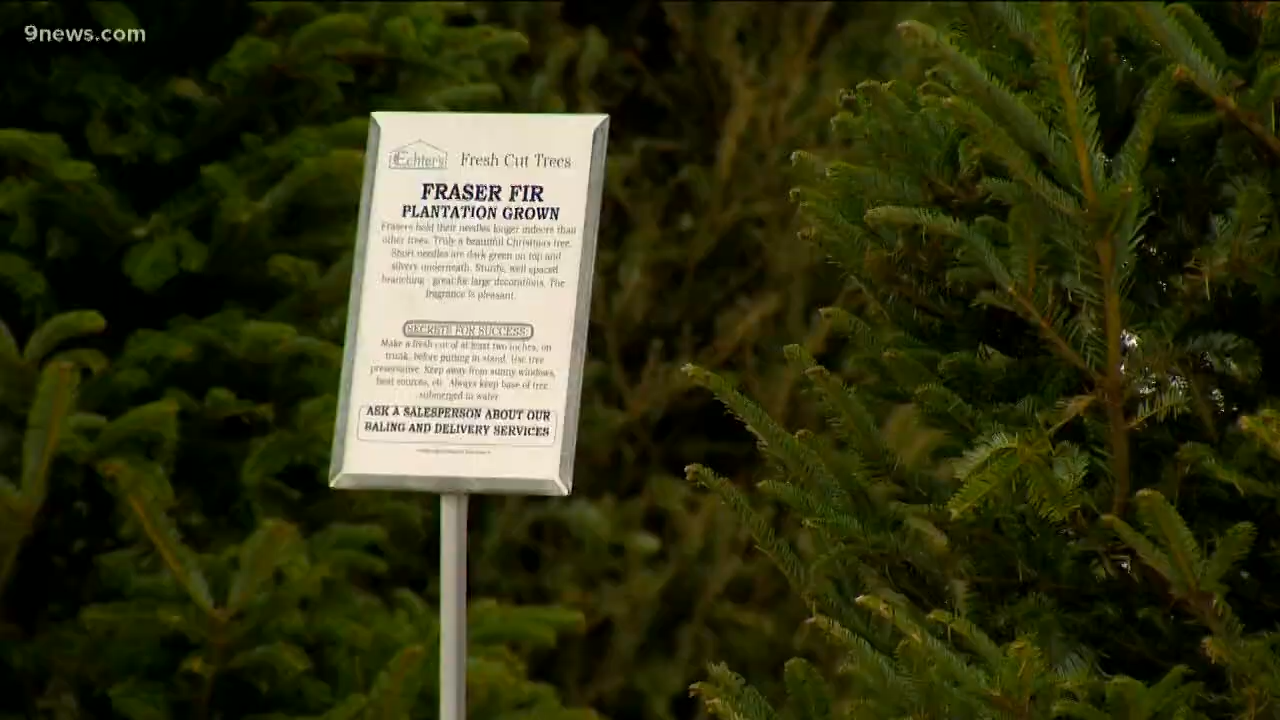 9news.com
Echter's Fresh Cut Trees
FRASER FIR
PLANTATION GROWN
Frasers hold their needles longer indoors than
other trees. Truly a beautiful Christmas tree.
Short needles are dark green on top and
silvery underneath. Sturdy, well spaced
branching - great for large decorations. The
fragrance is pleasant.
SECRETS FOR SUCCESS:
Make a fresh cut of at least two inches, on
trunk, before putting in stand. Use tree
preservative. Keep away from sunny windows,
heat sources, etc. Always keep base of tree
submerged in water
ASK A SALESPERSON ABOUT OUR
BALING AND DELIVERY SERVICES